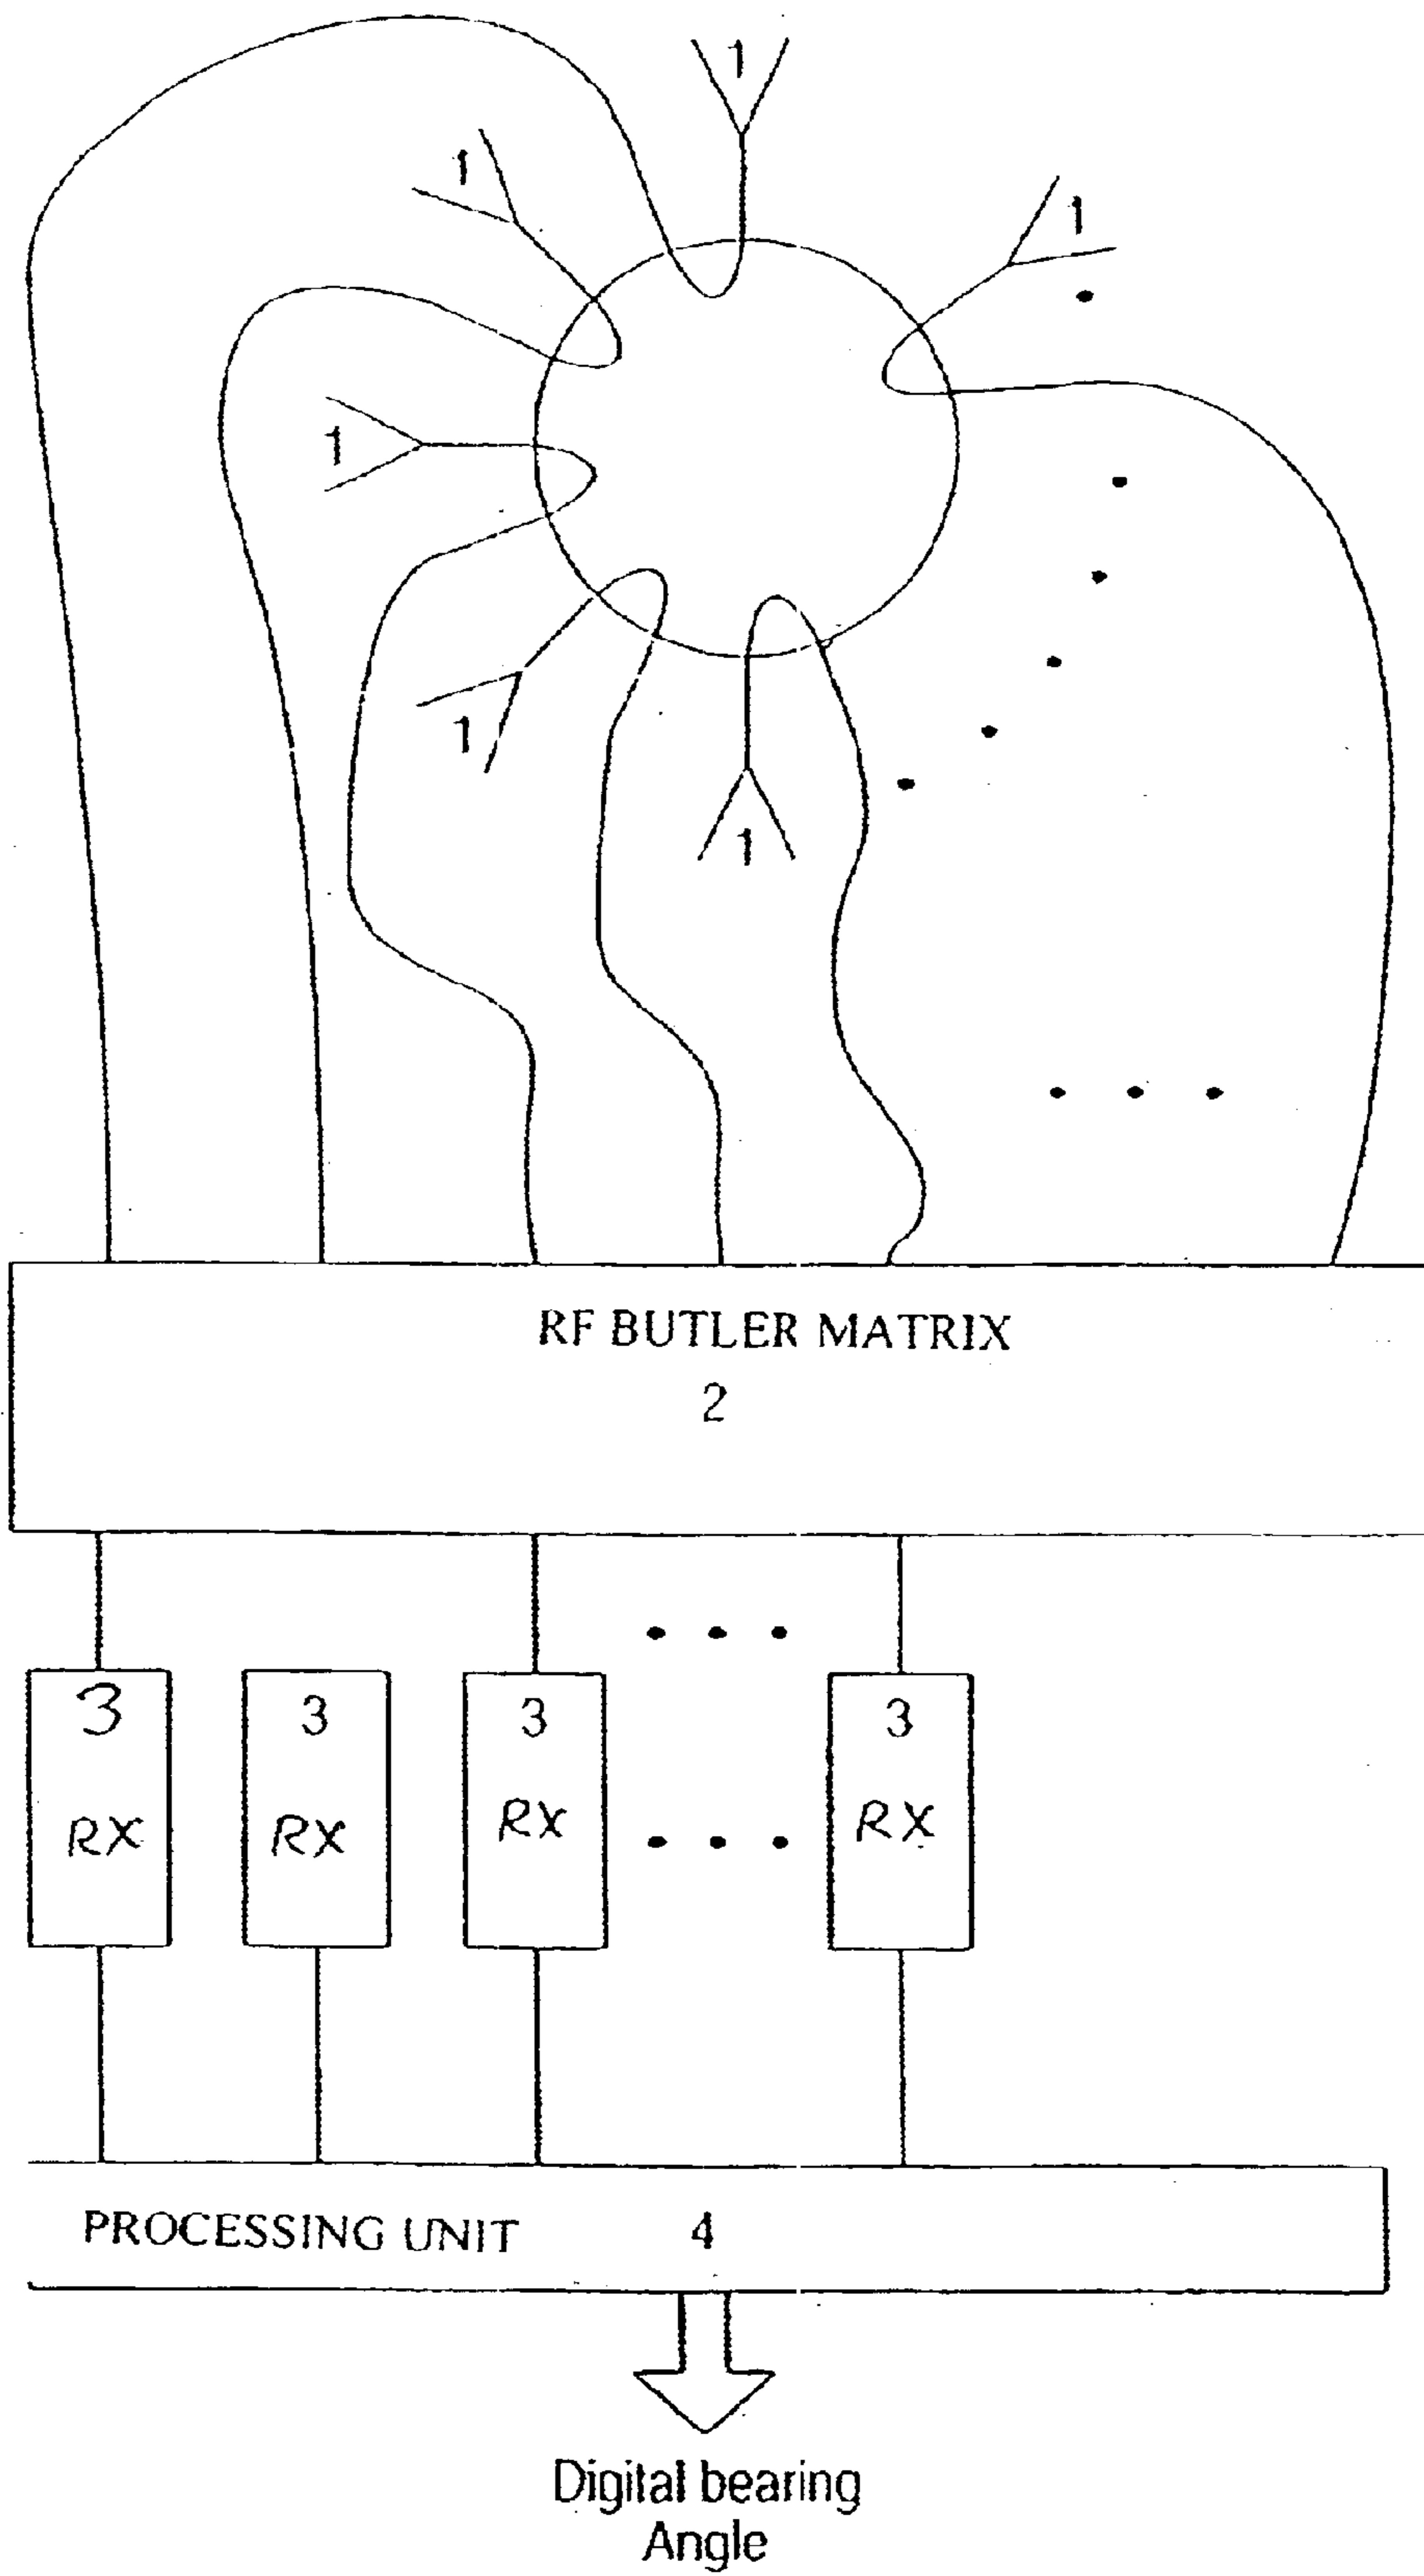 1
1
1
1
1
1
RF BUTLER MATRIX
2
3
3
3
3
RX
RX
RX
RX
PROCESSING UNIT 4
Digital bearing
Angle